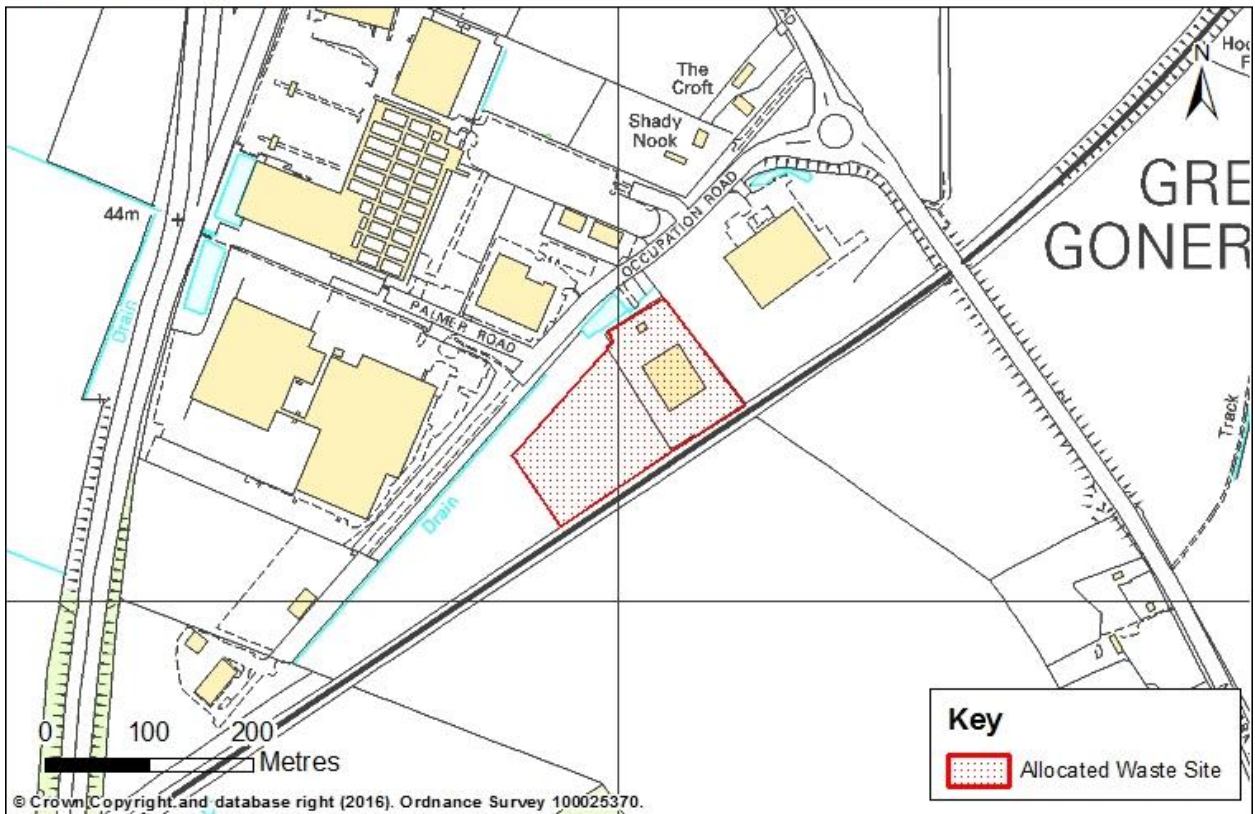 The
Croft
Shady
Nook
N
GRE
GONER
44m
OCCUPATION ROAD
PALMER ROAD
Drain
Drain
Track
0 100 200
Metres
Key
Allocated Waste Site
© Crown Copyright and database right (2016). Ordnance Survey 100025370.